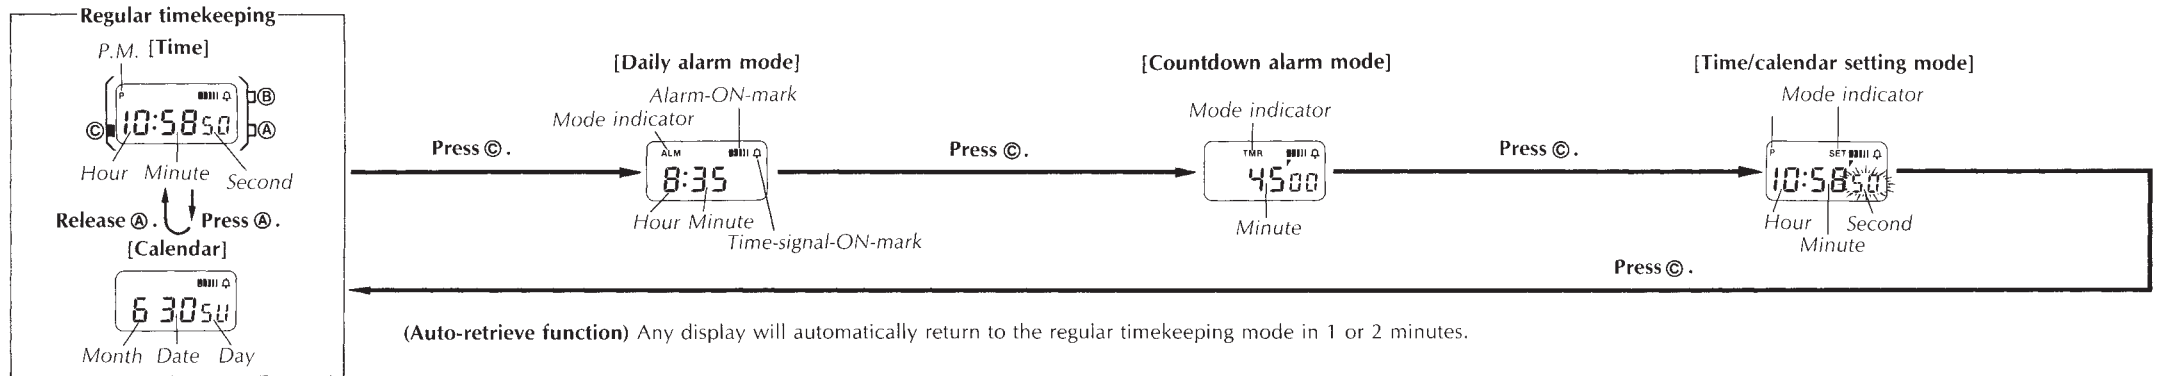 Regular timekeeping
P.M. [Time]
P
10:58 50
Ⓑ
Ⓒ
Ⓐ
Hour Minute Second
Release Ⓐ. Press Ⓐ.
[Calendar]
6 30 SU
Month Date Day
Press Ⓒ.
[Daily alarm mode]
Alarm-ON-mark
Mode indicator
ALM
8:35
Hour Minute
Time-signal-ON-mark
Press Ⓒ.
[Countdown alarm mode]
Mode indicator
TMR
45 00
Minute
Press Ⓒ.
[Time/calendar setting mode]
Mode indicator
P SET
10:58 50
Hour Second
Minute
Press Ⓒ.
(Auto-retrieve function) Any display will automatically return to the regular timekeeping mode in 1 or 2 minutes.